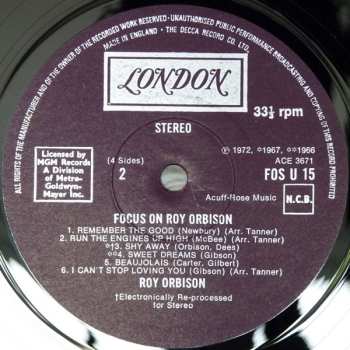 ALL RIGHTS OF THE MANUFACTURER AND OF THE OWNER OF THE RECORDED WORK RESERVED · UNAUTHORISED PUBLIC PERFORMANCE BROADCASTING AND COPYING OF THIS RECORD PROHIBITED
MADE IN ENGLAND · THE DECCA RECORD CO. LTD.
LONDON
33⅓ rpm
STEREO
Licensed by
MGM Records
A Division
of Metro-
Goldwyn-
Mayer Inc.
(4 Sides)
2
℗ 1972, °1967, °°1966
ACE 3671
FOS U 15
Acuff-Rose Music
N.C.B.
FOCUS ON ROY ORBISON
1. REMEMBER THE GOOD (Newbury) (Arr. Tanner)
2. RUN THE ENGINES UP HIGH (McBee) (Arr. Tanner)
°†3. SHY AWAY (Orbison, Dees)
°°4. SWEET DREAMS (Gibson)
5. BEAUJOLAIS (Carter, Gilbert)
6. I CAN'T STOP LOVING YOU (Gibson) (Arr. Tanner)
ROY ORBISON
†Electronically Re-processed
for Stereo